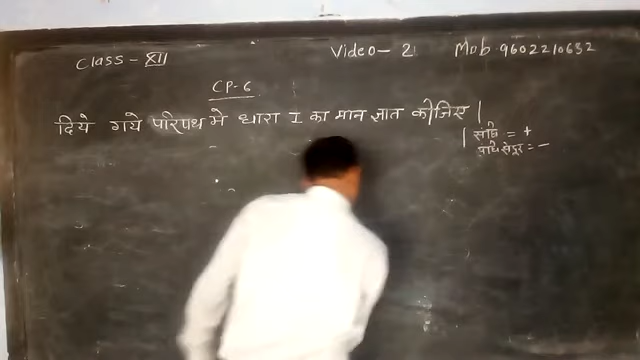 Class - XII Video - 2 Mob. 9602210632
CP-6
दिये गये परिपथ मे धारा I का मान ज्ञात कीजिए |
संधि = +
= -